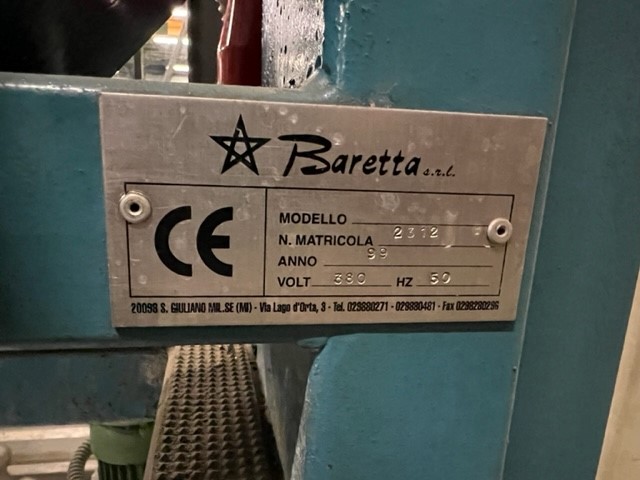 Baretta s.r.l.
CE
MODELLO
N. MATRICOLA 2312
ANNO 99
VOLT 380 HZ 50
20098 S. GIULIANO MIL.SE (MI) - Via Lago d'Orta, 3 - Tel. 029880271 - 029880481 - Fax 0298280296